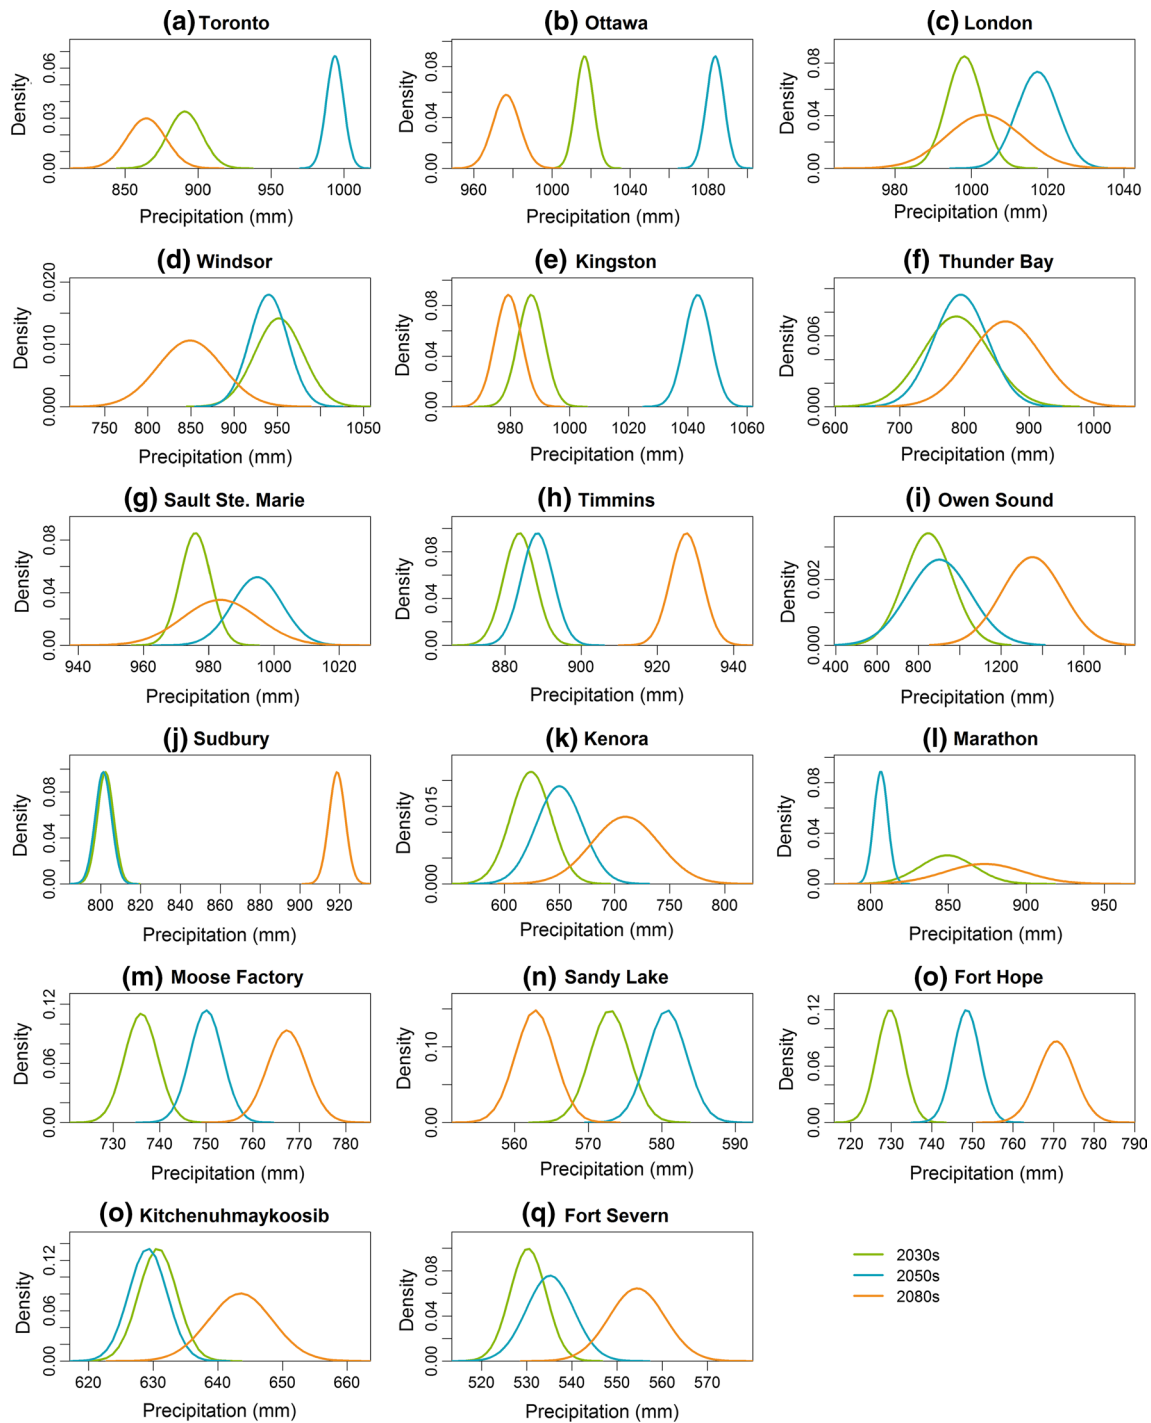 (a) Toronto
Density
0.00 0.03 0.06
850 900 950 1000
Precipitation (mm)
(b) Ottawa
Density
0.00 0.04 0.08
960 1000 1040 1080
Precipitation (mm)
(c) London
Density
0.00 0.04 0.08
980 1000 1020 1040
Precipitation (mm)
(d) Windsor
Density
0.000 0.010 0.020
750 800 850 900 950 1050
Precipitation (mm)
(e) Kingston
Density
0.00 0.04 0.08
980 1000 1020 1040 1060
Precipitation (mm)
(f) Thunder Bay
Density
0.000 0.006
600 700 800 900 1000
Precipitation (mm)
(g) Sault Ste. Marie
Density
0.00 0.04 0.08
940 960 980 1000 1020
Precipitation (mm)
(h) Timmins
Density
0.00 0.04 0.08
880 900 920 940
Precipitation (mm)
(i) Owen Sound
Density
0.000 0.002
400 600 800 1200 1600
Precipitation (mm)
(j) Sudbury
Density
0.00 0.04 0.08
800 820 840 860 880 900 920
Precipitation (mm)
(k) Kenora
Density
0.000 0.015
600 650 700 800
Precipitation (mm)
(l) Marathon
Density
0.00 0.04 0.08
800 850 900 950
Precipitation (mm)
(m) Moose Factory
Density
0.00 0.06 0.12
730 740 750 760 770 780
Precipitation (mm)
(n) Sandy Lake
Density
0.00 0.10
560 570 580 590
Precipitation (mm)
(o) Fort Hope
Density
0.00 0.06 0.12
720 730 740 750 760 770 780 790
Precipitation (mm)
(o) Kitchenuhmaykoosib
Density
0.00 0.06 0.12
620 630 640 650 660
Precipitation (mm)
(q) Fort Severn
Density
0.00 0.04 0.08
520 530 540 550 560 570
Precipitation (mm)
2030s
2050s
2080s